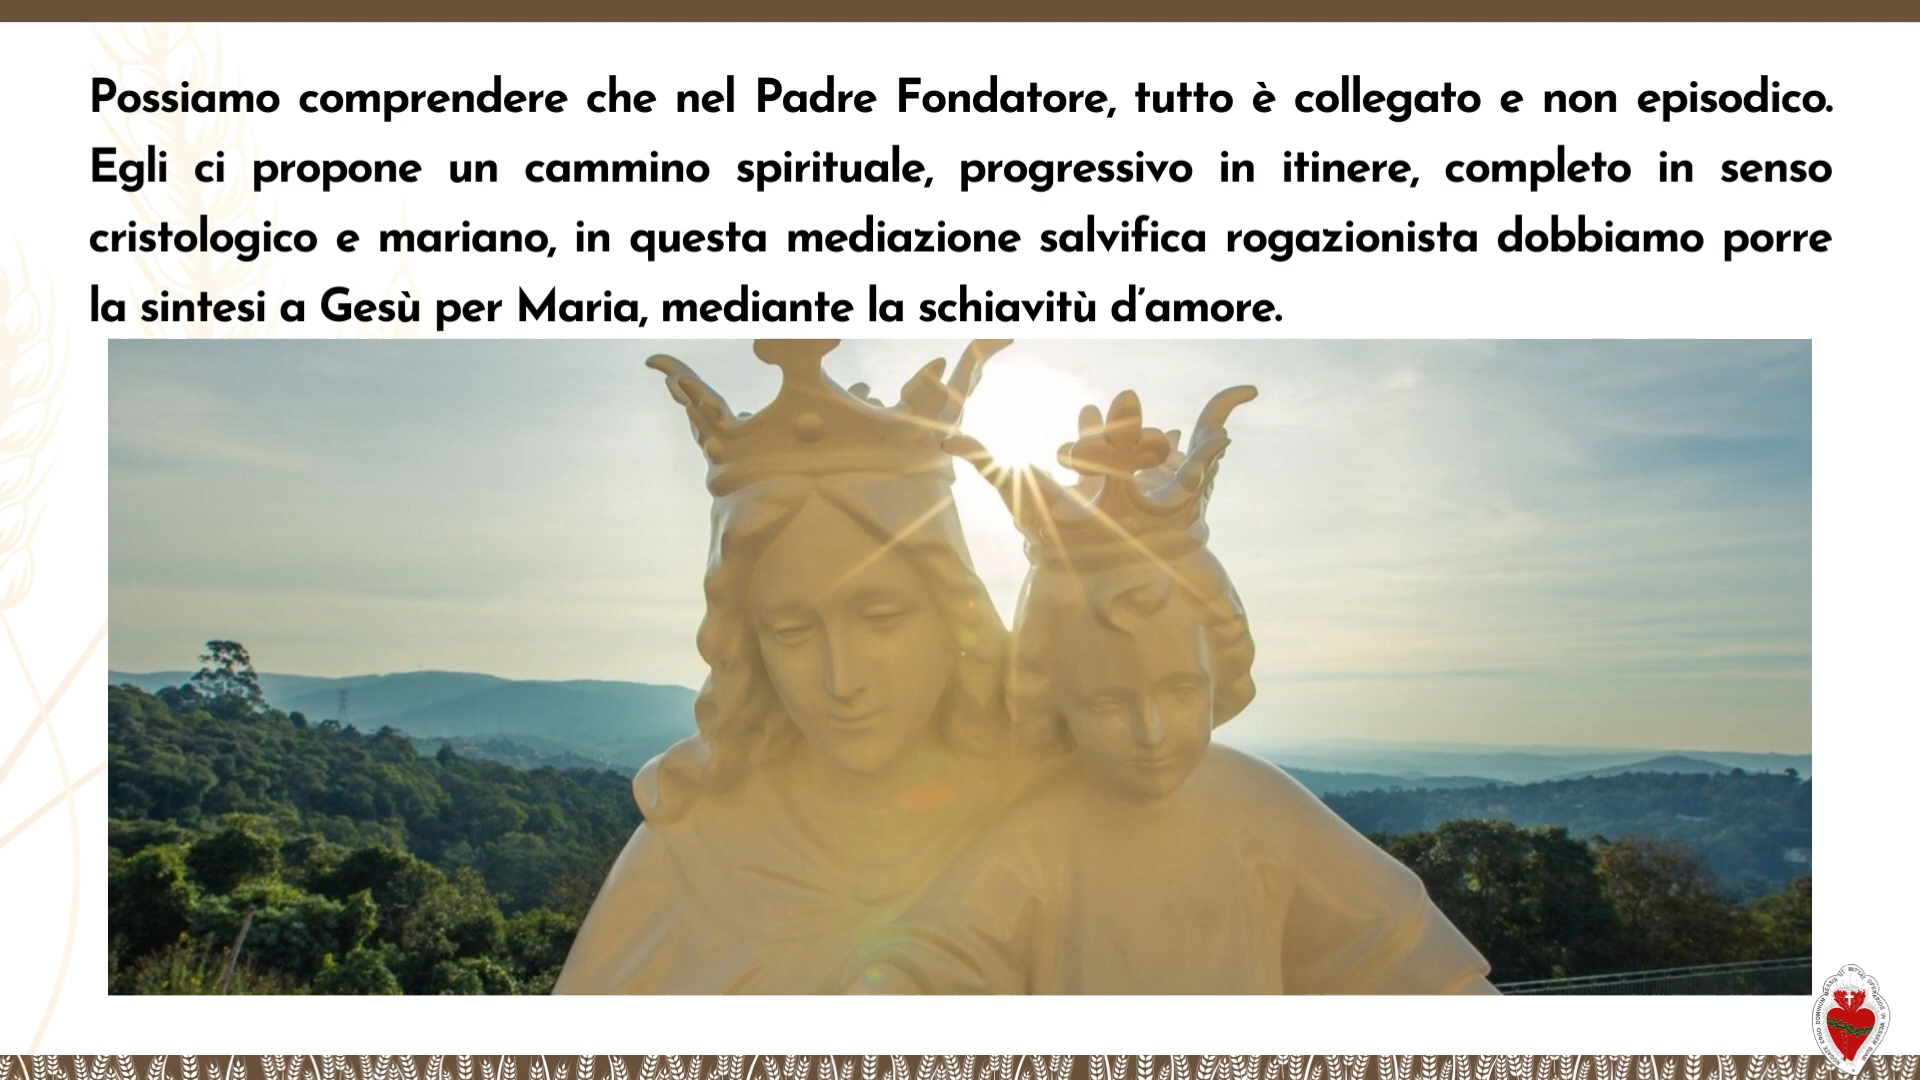 Possiamo comprendere che nel Padre Fondatore, tutto è collegato e non episodico.
Egli ci propone un cammino spirituale, progressivo in itinere, completo in senso
cristologico e mariano, in questa mediazione salvifica rogazionista dobbiamo porre
la sintesi a Gesù per Maria, mediante la schiavitù d’amore.